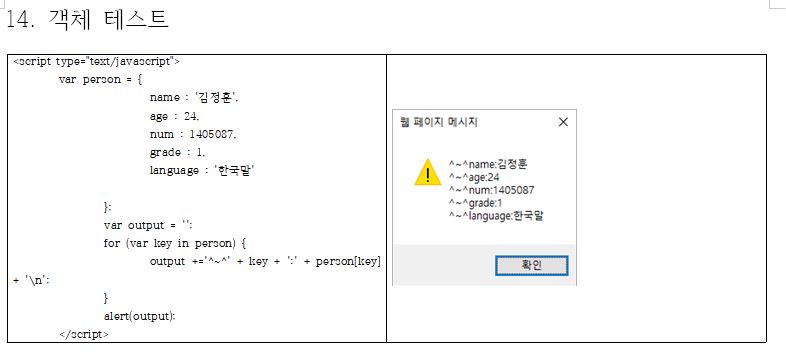 14. 객체 테스트
<script type="text/javascript">
var person = {
name : '김정훈',
age : 24,
num : 1405087,
grade : 1,
language : '한국말'
};
var output = '';
for (var key in person) {
output +='^~^' + key + ':' + person[key]
+ '\n';
}
alert(output);
</script>
웹 페이지 메시지
^~^name:김정훈
^~^age:24
^~^num:1405087
^~^grade:1
^~^language:한국말
확인